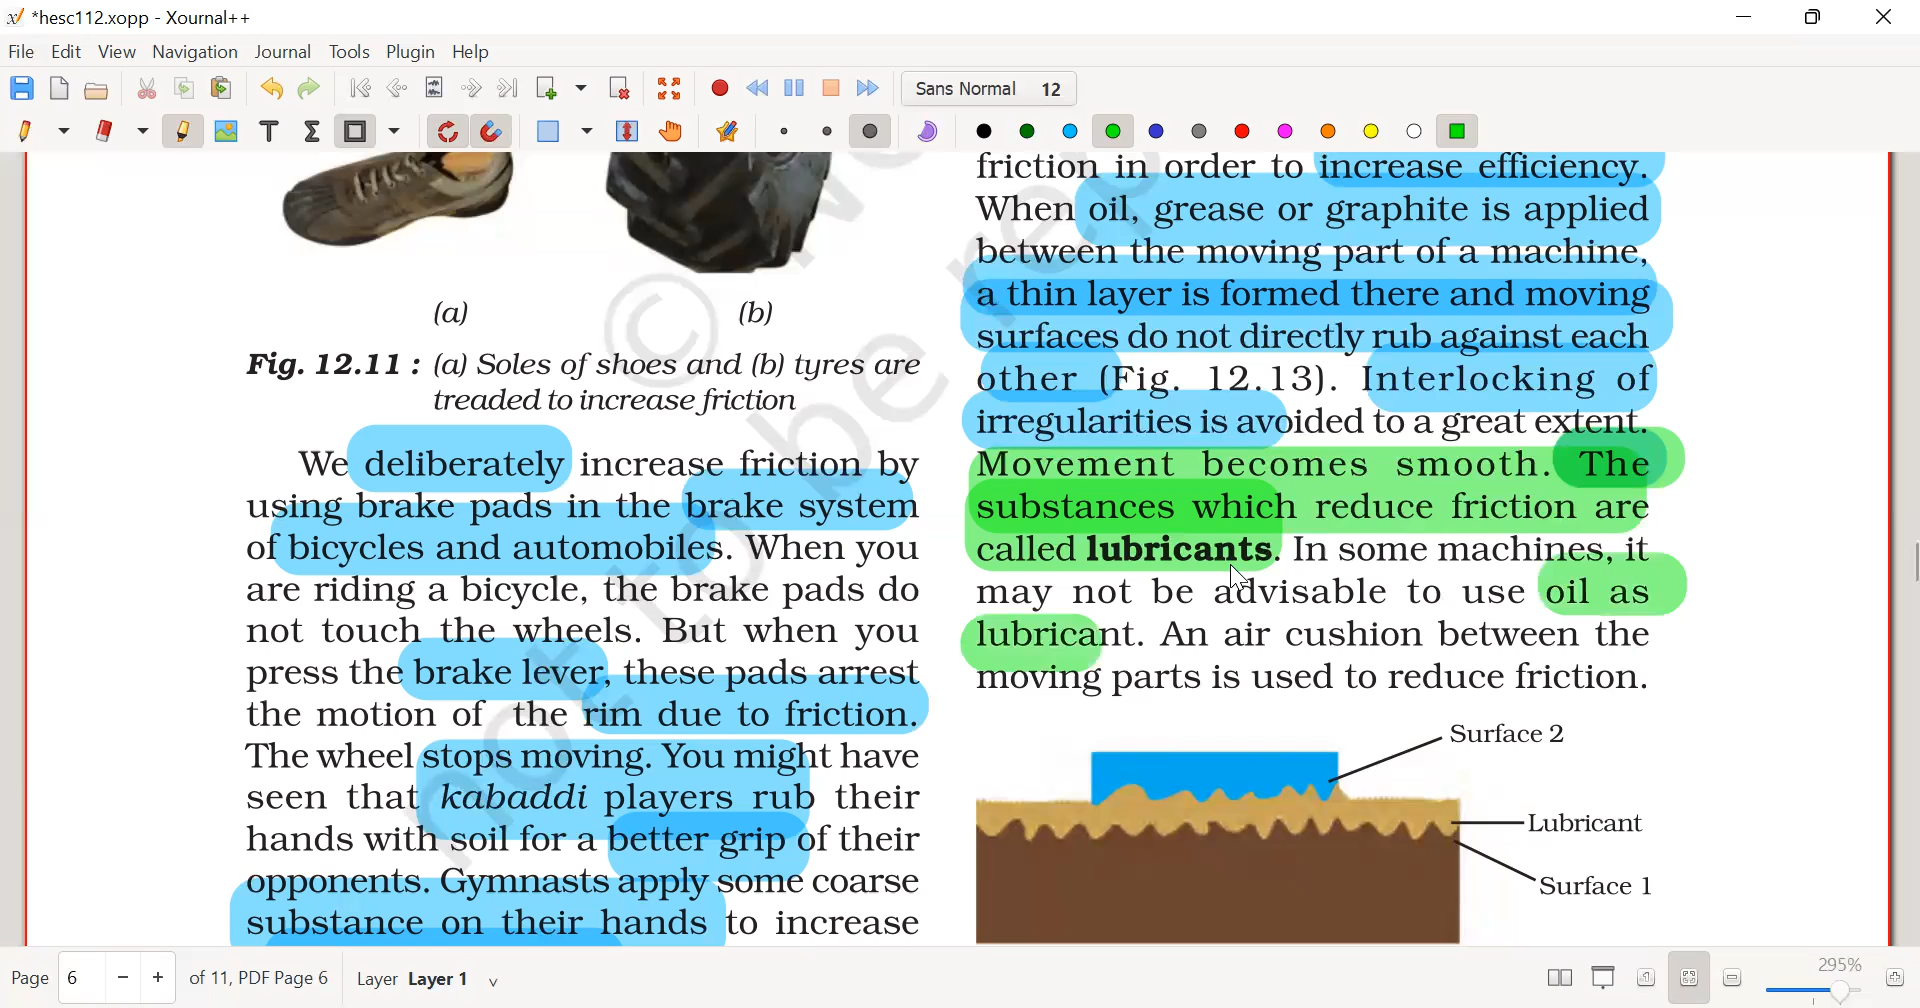 *hesc112.xopp - Xournal++
File Edit View Navigation Journal Tools Plugin Help
Sans Normal 12
(a) (b)
Fig. 12.11 : (a) Soles of shoes and (b) tyres are
treaded to increase friction
We deliberately increase friction by
using brake pads in the brake system
of bicycles and automobiles. When you
are riding a bicycle, the brake pads do
not touch the wheels. But when you
press the brake lever, these pads arrest
the motion of the rim due to friction.
The wheel stops moving. You might have
seen that kabaddi players rub their
hands with soil for a better grip of their
opponents. Gymnasts apply some coarse
substance on their hands to increase
friction in order to increase efficiency.
When oil, grease or graphite is applied
between the moving part of a machine,
a thin layer is formed there and moving
surfaces do not directly rub against each
other (Fig. 12.13). Interlocking of
irregularities is avoided to a great extent.
Movement becomes smooth. The
substances which reduce friction are
called lubricants. In some machines, it
may not be advisable to use oil as
lubricant. An air cushion between the
moving parts is used to reduce friction.
Surface 2
Lubricant
Surface 1
© 
not to be rep
Page 6 of 11, PDF Page 6 Layer Layer 1
295%